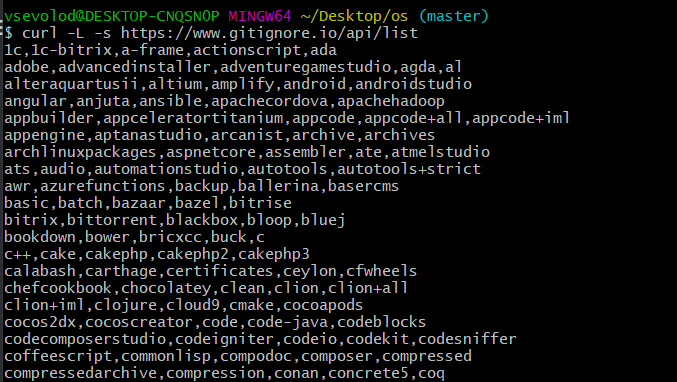 vsevolod@DESKTOP-CNQSN0P MINGW64 ~/Desktop/os (master)
$ curl -L -s https://www.gitignore.io/api/list
1c,1c-bitrix,a-frame,actionscript,ada
adobe,advancedinstaller,adventuregamestudio,agda,al
alteraquartusii,altium,amplify,android,androidstudio
angular,anjuta,ansible,apachecordova,apachehadoop
appbuilder,appceleratortitanium,appcode,appcode+all,appcode+iml
appengine,aptanastudio,arcanist,archive,archives
archlinuxpackages,aspnetcore,assembler,ate,atmelstudio
ats,audio,automationstudio,autotools,autotools+strict
awr,azurefunctions,backup,ballerina,basercms
basic,batch,bazaar,bazel,bitrise
bitrix,bittorrent,blackbox,bloop,bluej
bookdown,bower,bricxcc,buck,c
c++,cake,cakephp,cakephp2,cakephp3
calabash,carthage,certificates,ceylon,cfwheels
chefcookbook,chocolatey,clean,clion,clion+all
clion+iml,clojure,cloud9,cmake,cocoapods
cocos2dx,cocoscreator,code,code-java,codeblocks
codecomposerstudio,codeigniter,codeio,codekit,codesniffer
coffeescript,commonlisp,compodoc,composer,compressed
compressedarchive,compression,conan,concrete5,coq